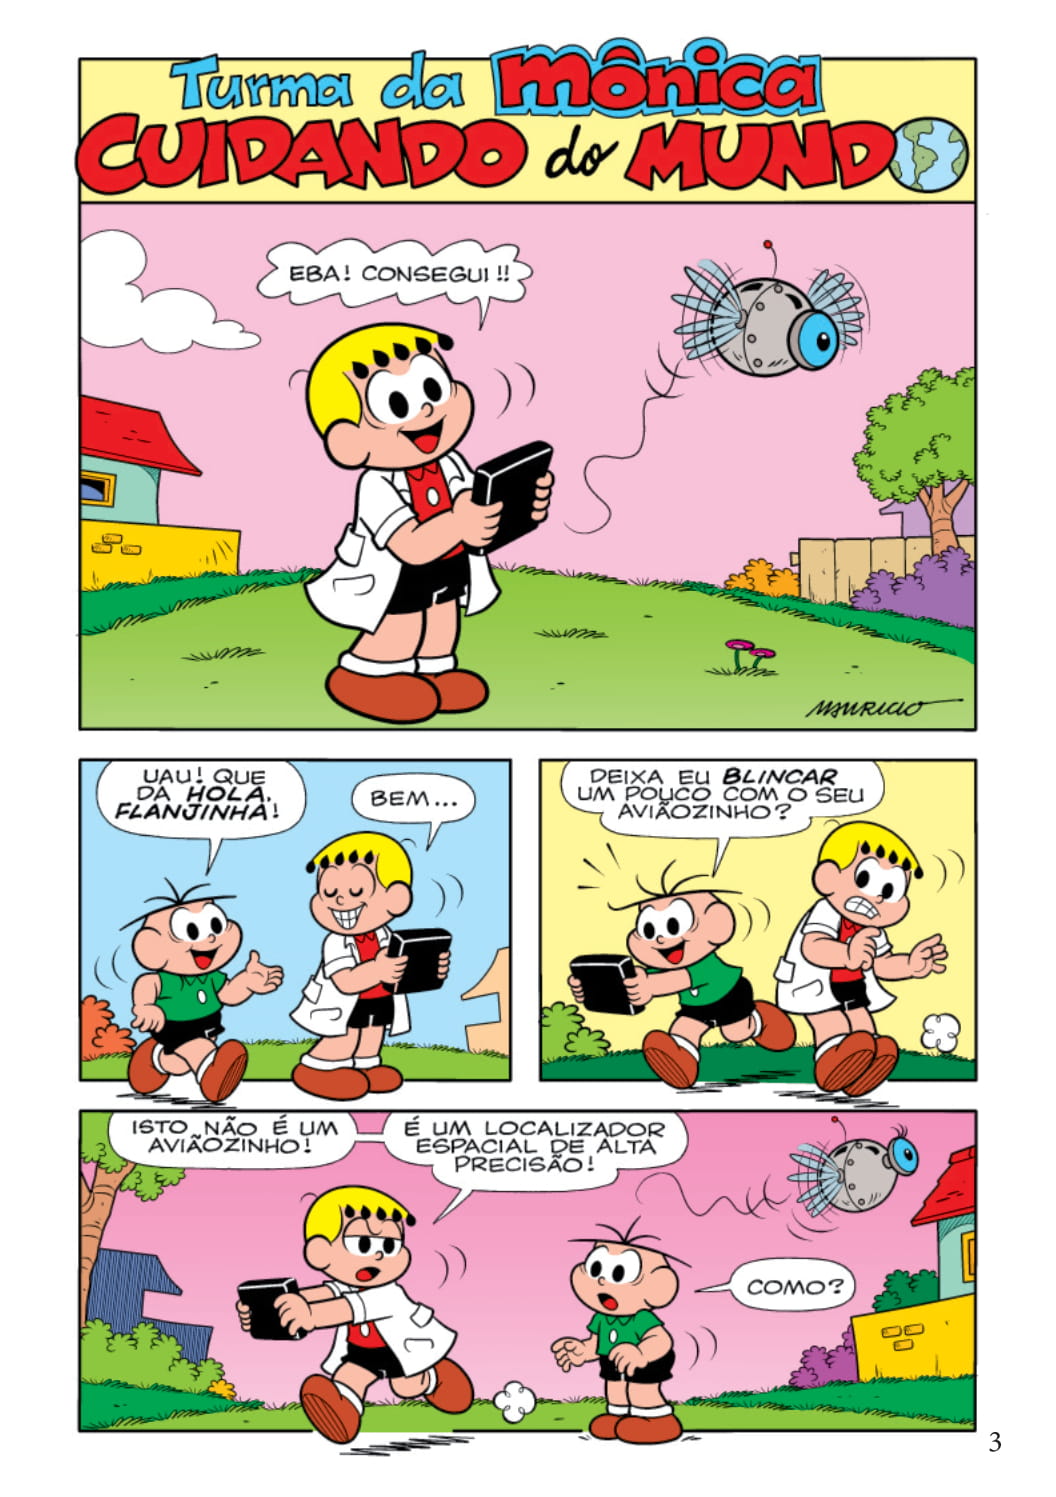 Turma da Mônica
CUIDANDO do MUNDO
EBA! CONSEGUI!!
MAURICIO
UAU! QUE
DA HOLA,
FLANJINHA!
BEM...
DEIXA EU BLINCAR
UM POUCO COM O SEU
AVIÃOZINHO?
ISTO NÃO É UM
AVIÃOZINHO!
É UM LOCALIZADOR
ESPACIAL DE ALTA
PRECISÃO!
COMO?
3